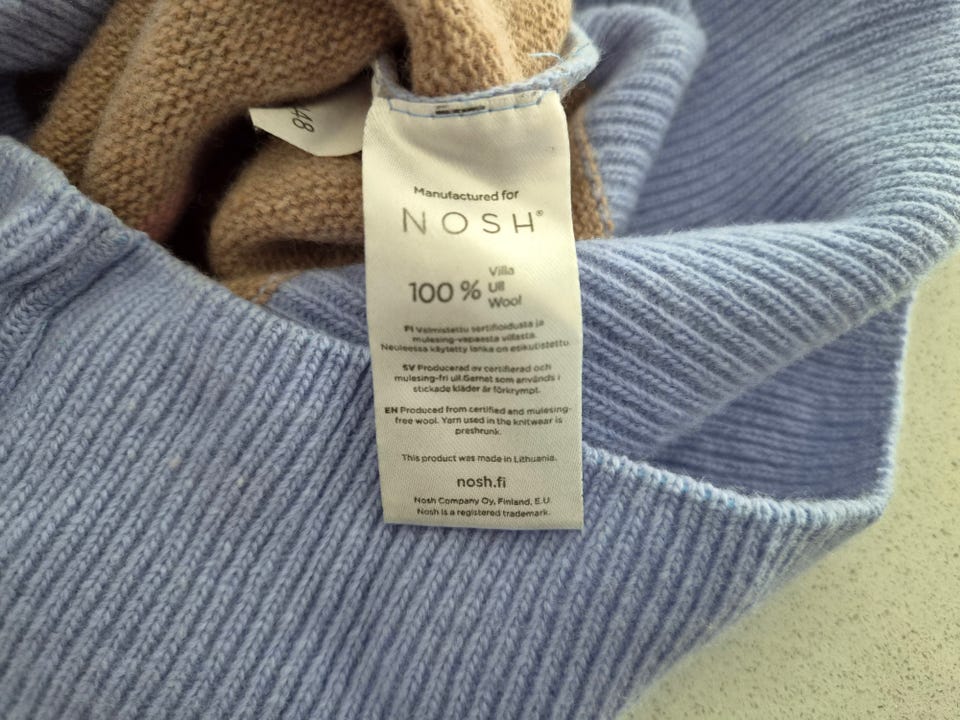 48
Manufactured for
NOSH®
100% Villa
Ull
Wool
FI Valmistettu sertifioidusta ja
mulesing-vapaasta villasta.
Neuleessa käytetty lanka on esikutistettu.
SV Producerad av certifierad och
mulesing-fri ull. Garnet som används i
stickade kläder är förkrympt.
EN Produced from certified and mulesing-
free wool. Yarn used in the knitwear is
preshrunk.
This product was made in Lithuania.
nosh.fi
Nosh Company Oy, Finland, E.U
Nosh is a registered trademark.